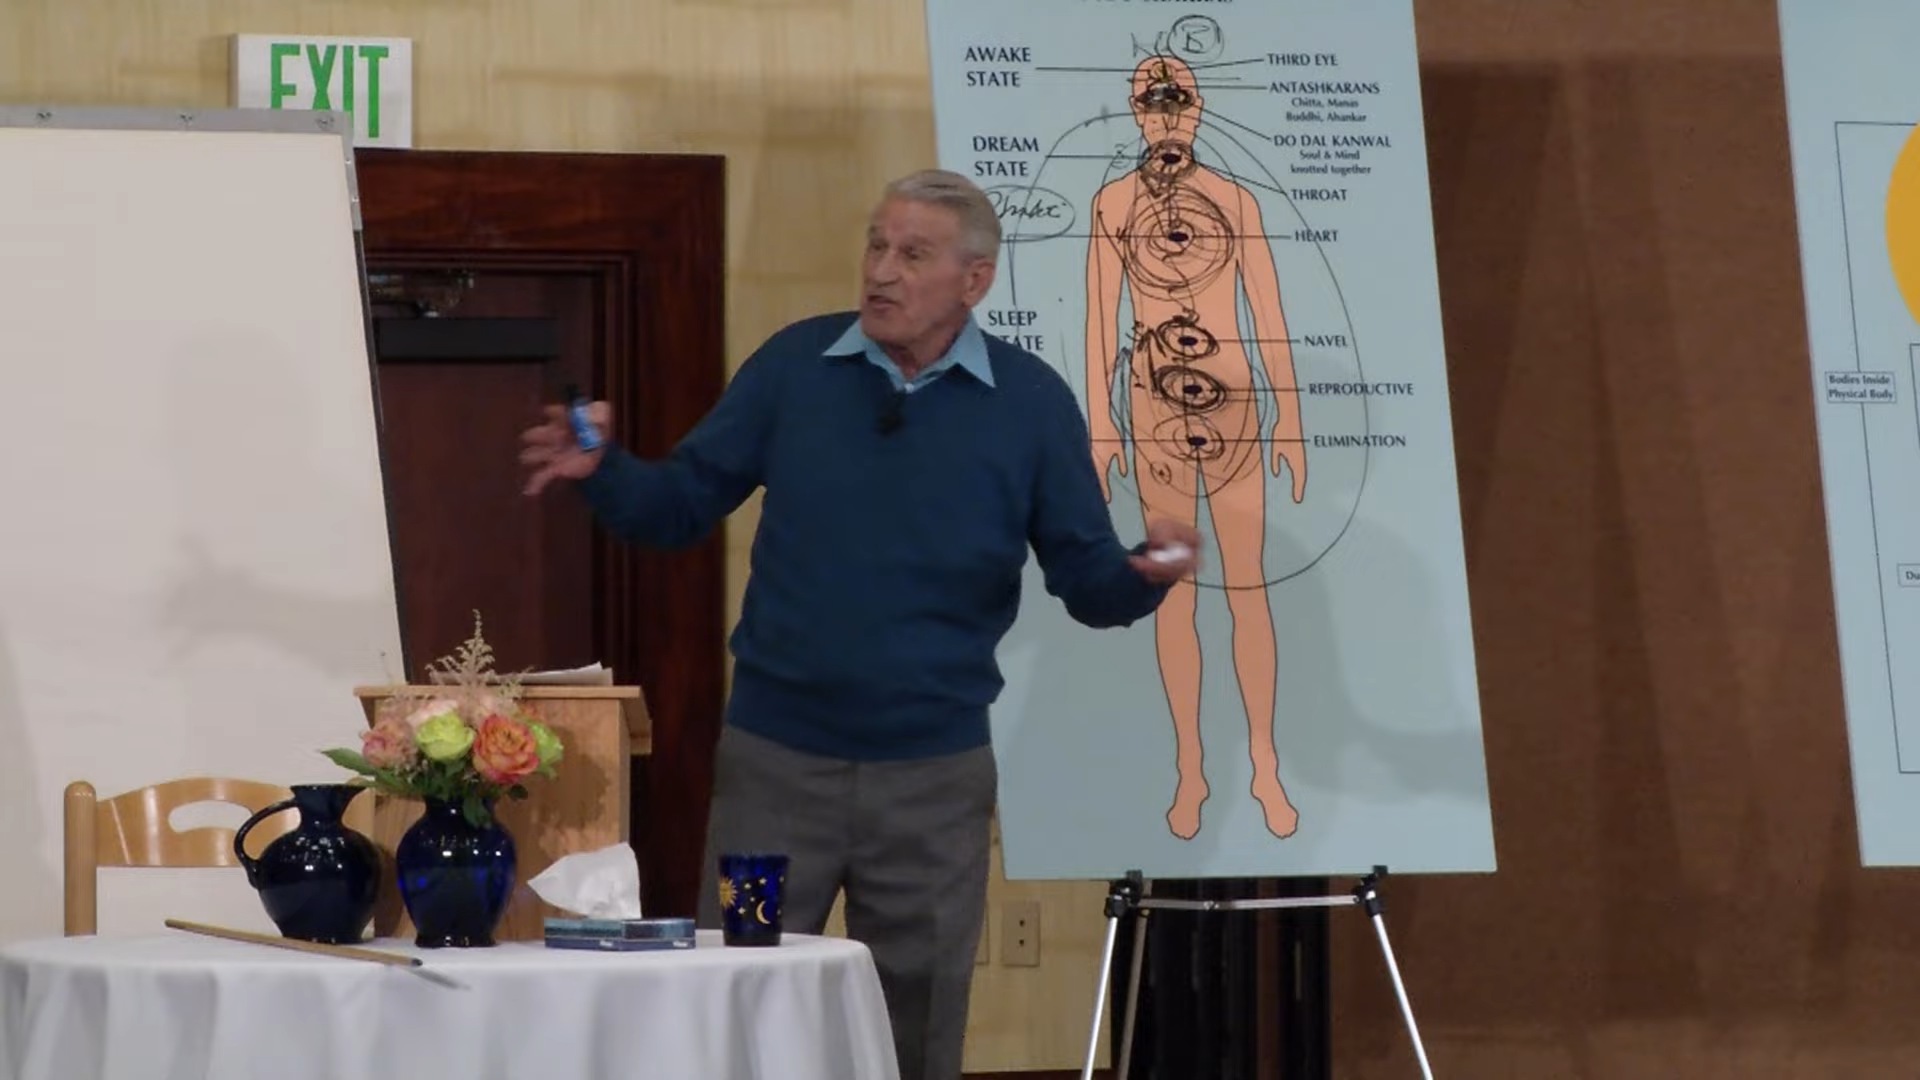 EXIT
AWAKE
STATE
THIRD EYE
ANTASHKARANS
Chitta, Manas
Buddhi, Ahankar
DREAM
STATE
DO DAL KANWAL
Soul & Mind
knotted together
THROAT
HEART
SLEEP
NAVEL
REPRODUCTIVE
ELIMINATION
B
Bodies Inside
Physical Body